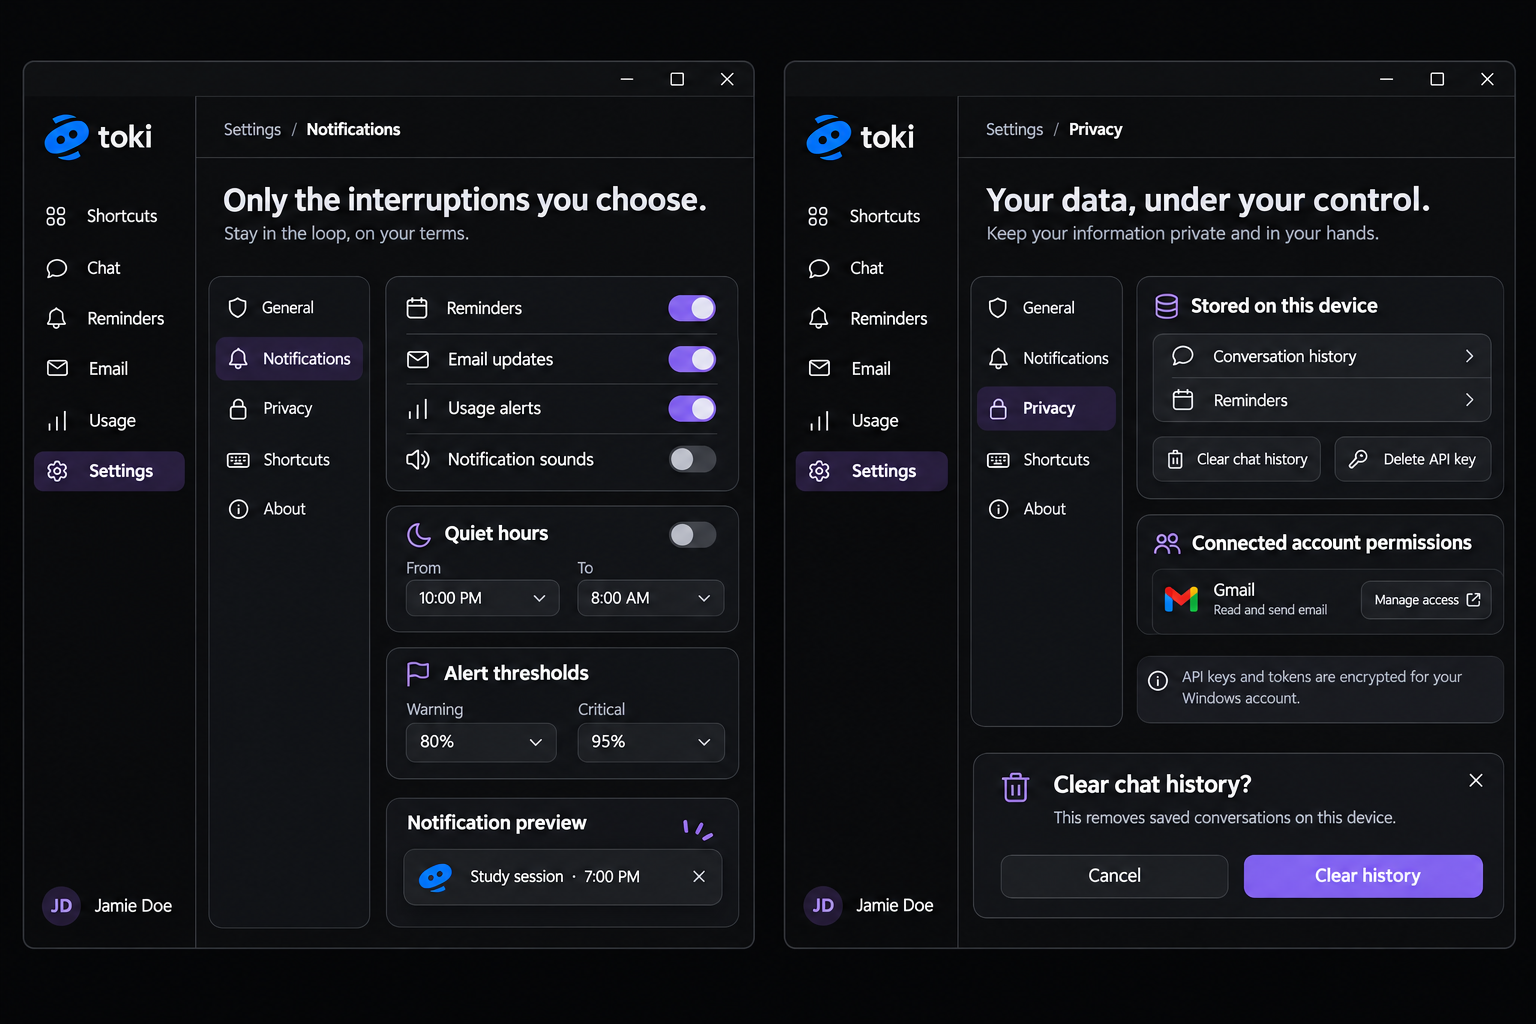 toki
Settings / Notifications
Only the interruptions you choose.
Stay in the loop, on your terms.
Shortcuts
Chat
Reminders
Email
Usage
Settings
JD Jamie Doe
General
Notifications
Privacy
Shortcuts
About
Reminders
Email updates
Usage alerts
Notification sounds
Quiet hours
From To
10:00 PM 8:00 AM
Alert thresholds
Warning Critical
80% 95%
Notification preview
Study session · 7:00 PM
toki
Settings / Privacy
Your data, under your control.
Keep your information private and in your hands.
Shortcuts
Chat
Reminders
Email
Usage
Settings
JD Jamie Doe
General
Notifications
Privacy
Shortcuts
About
Stored on this device
Conversation history
Reminders
Clear chat history Delete API key
Connected account permissions
Gmail
Read and send email
Manage access
API keys and tokens are encrypted for your
Windows account.
Clear chat history?
This removes saved conversations on this device.
Cancel Clear history